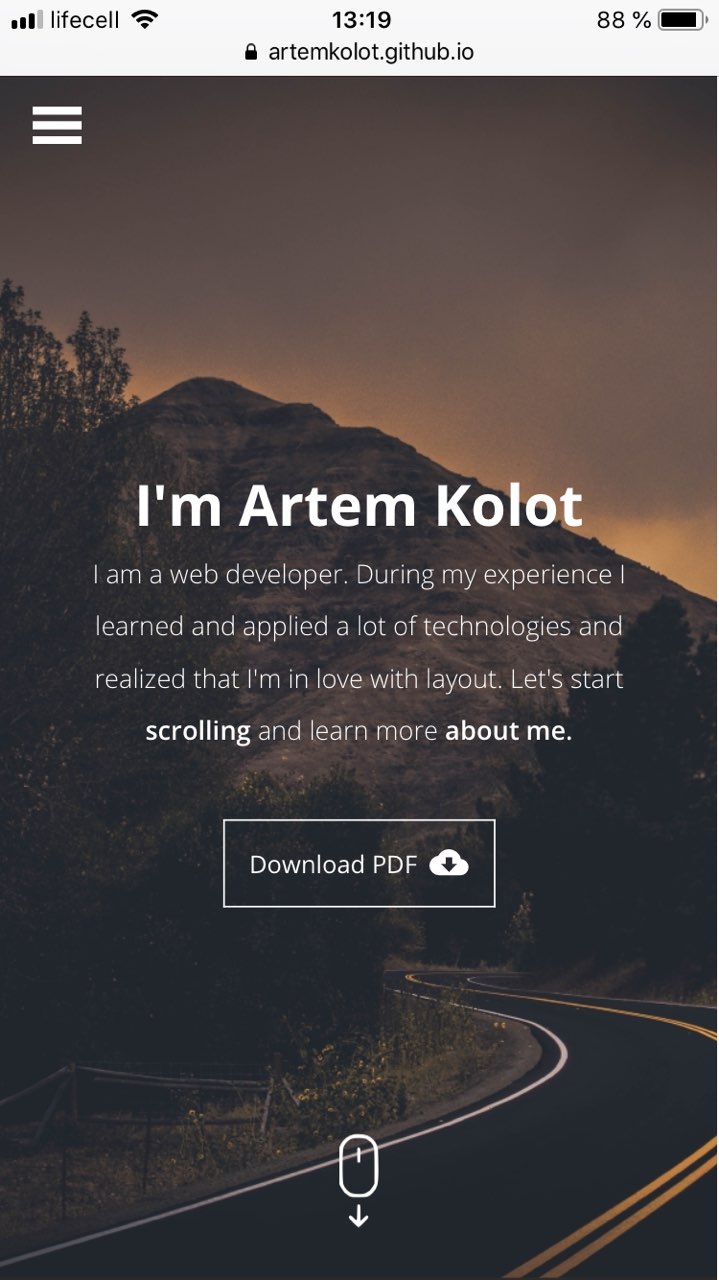 lifecell 13:19 88 %
artemkolot.github.io
I'm Artem Kolot
I am a web developer. During my experience I
learned and applied a lot of technologies and
realized that I'm in love with layout. Let's start
scrolling and learn more about me.
Download PDF